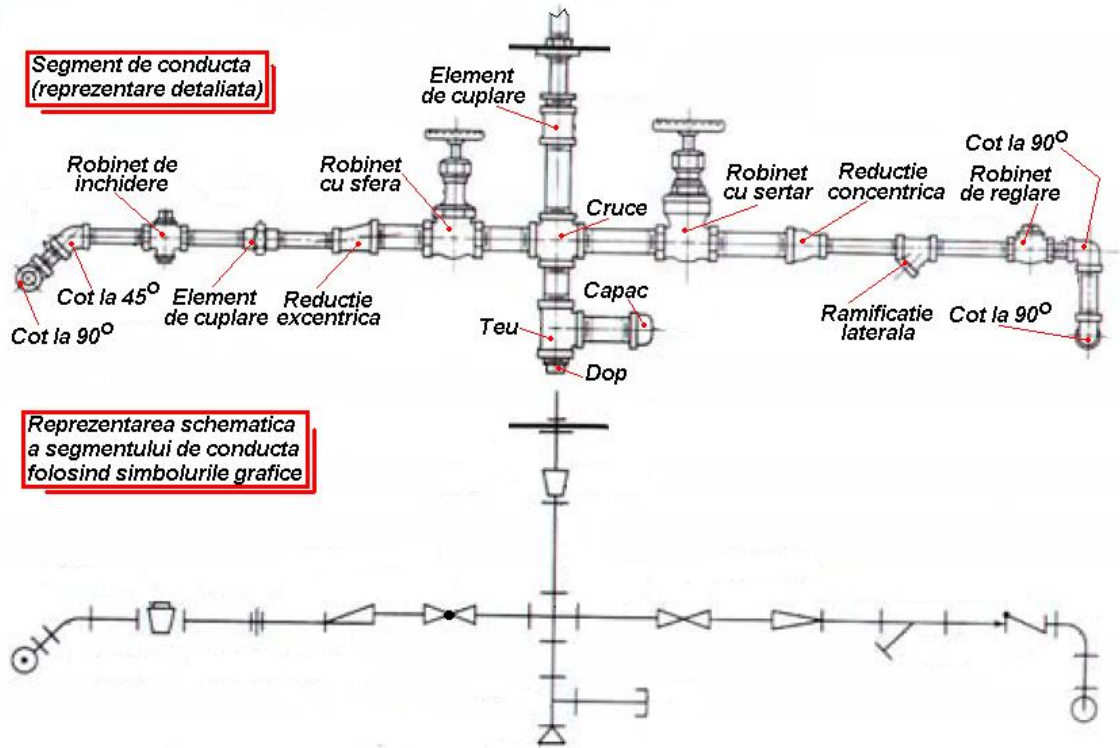 Segment de conducta
(reprezentare detaliata)
Element
de cuplare
Cot la 90°
Robinet de
inchidere
Robinet
cu sfera
Cruce
Robinet
cu sertar
Reductie
concentrica
Robinet
de reglare
Cot la 45°
Cot la 90°
Element
de cuplare
Reductie
excentrica
Teu
Capac
Dop
Ramificatie
laterala
Cot la 90°
Reprezentarea schematica
a segmentului de conducta
folosind simbolurile grafice